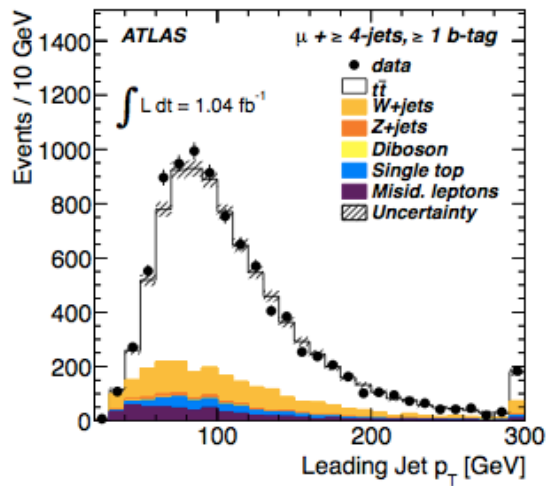 ATLAS
μ + ≥ 4-jets, ≥ 1 b-tag
∫ L dt = 1.04 fb⁻¹
data
tt̄
W+jets
Z+jets
Diboson
Single top
Misid. leptons
Uncertainty
Events / 10 GeV
1400
1200
1000
800
600
400
200
0
100
200
300
Leading Jet p_T [GeV]